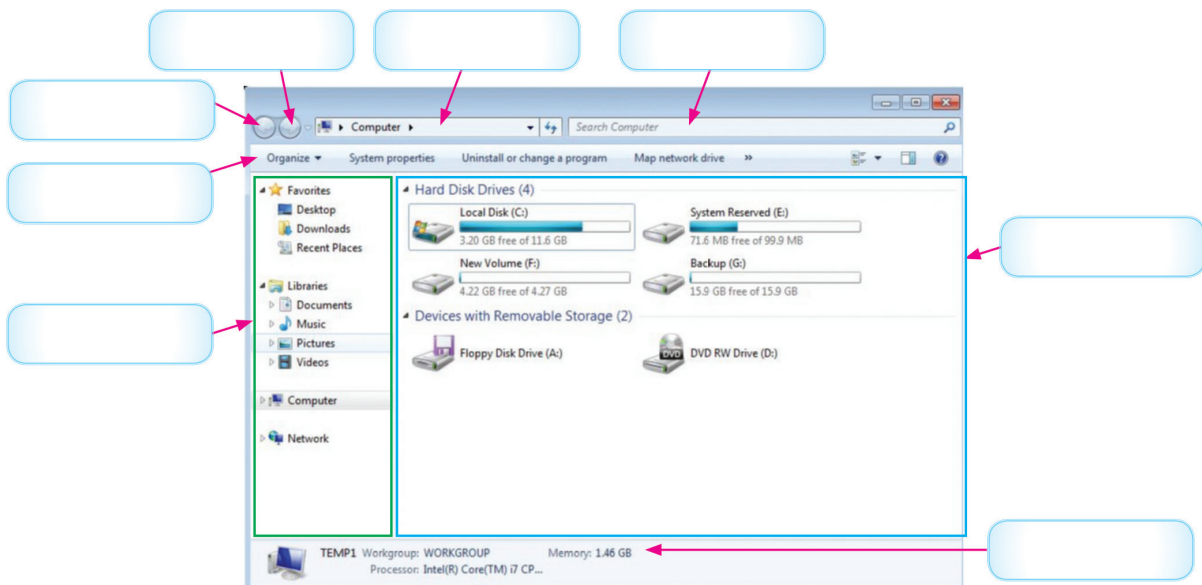 Computer
Search Computer
Organize System properties Uninstall or change a program Map network drive »
Favorites
Desktop
Downloads
Recent Places
Libraries
Documents
Music
Pictures
Videos
Computer
Network
Hard Disk Drives (4)
Local Disk (C:)
3.20 GB free of 11.6 GB
System Reserved (E:)
71.6 MB free of 99.9 MB
New Volume (F:)
4.22 GB free of 4.27 GB
Backup (G:)
15.9 GB free of 15.9 GB
Devices with Removable Storage (2)
Floppy Disk Drive (A:)
DVD
DVD RW Drive (D:)
TEMP1 Workgroup: WORKGROUP Memory: 1.46 GB
Processor: Intel(R) Core(TM) i7 CP...